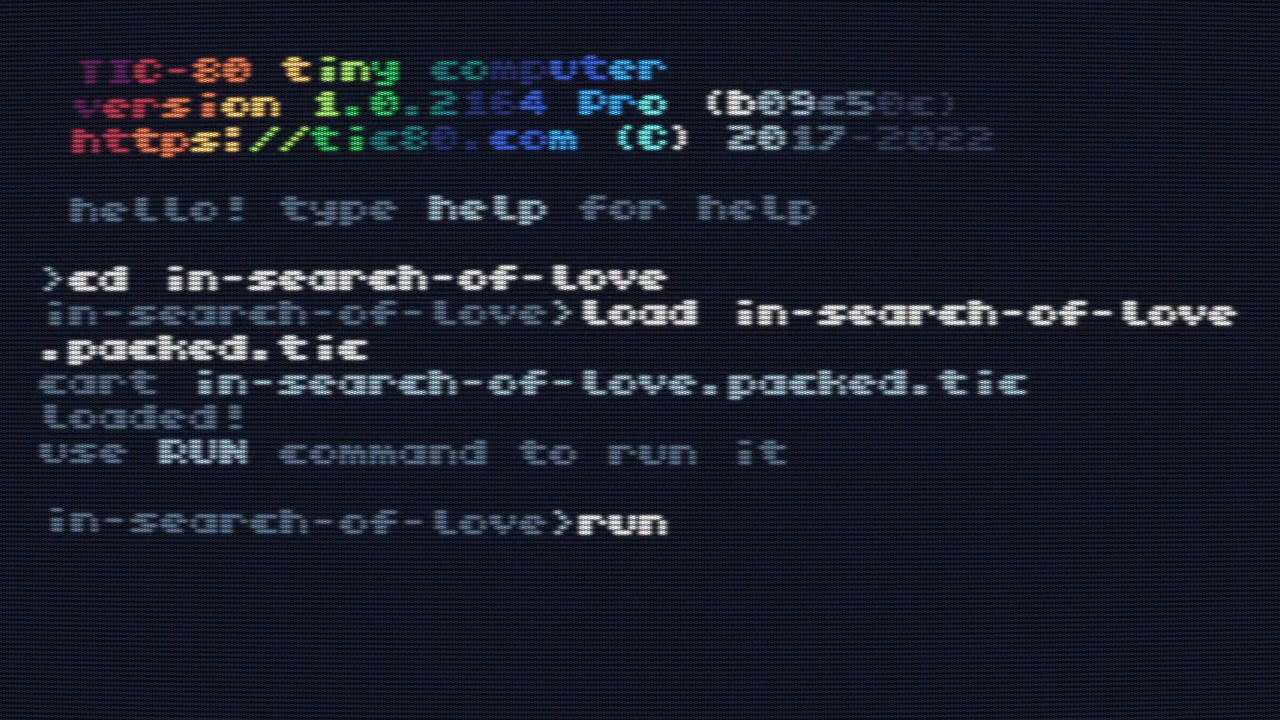 TIC-80 tiny computer
version 1.0.2164 Pro (b09c50c)
https://tic80.com (C) 2017-2022
hello! type help for help
>cd in-search-of-love
in-search-of-love>load in-search-of-love
.packed.tic
cart in-search-of-love.packed.tic
loaded!
use RUN command to run it
in-search-of-love>run